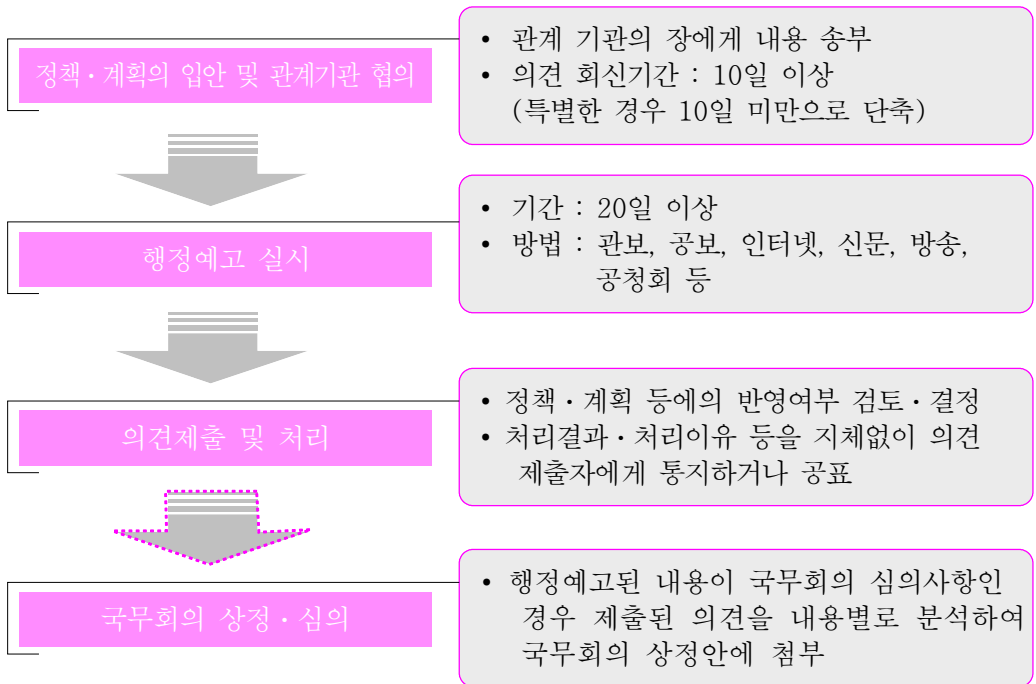 정책·계획의 입안 및 관계기관 협의
• 관계 기관의 장에게 내용 송부
• 의견 회신기간 : 10일 이상
(특별한 경우 10일 미만으로 단축)
행정예고 실시
• 기간 : 20일 이상
• 방법 : 관보, 공보, 인터넷, 신문, 방송,
공청회 등
의견제출 및 처리
• 정책·계획 등에의 반영여부 검토·결정
• 처리결과·처리이유 등을 지체없이 의견
제출자에게 통지하거나 공표
국무회의 상정·심의
• 행정예고된 내용이 국무회의 심의사항인
경우 제출된 의견을 내용별로 분석하여
국무회의 상정안에 첨부